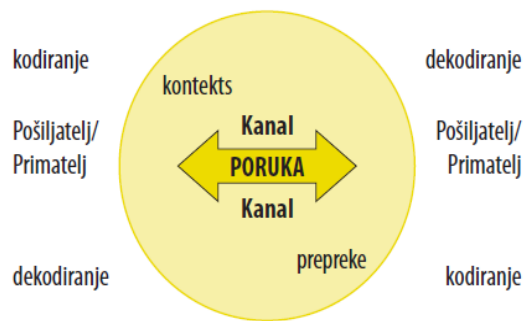 kodiranje
dekodiranje
kontekts
Pošiljatelj/
Primatelj
Kanal
PORUKA
Kanal
Pošiljatelj/
Primatelj
prepreke
dekodiranje
kodiranje